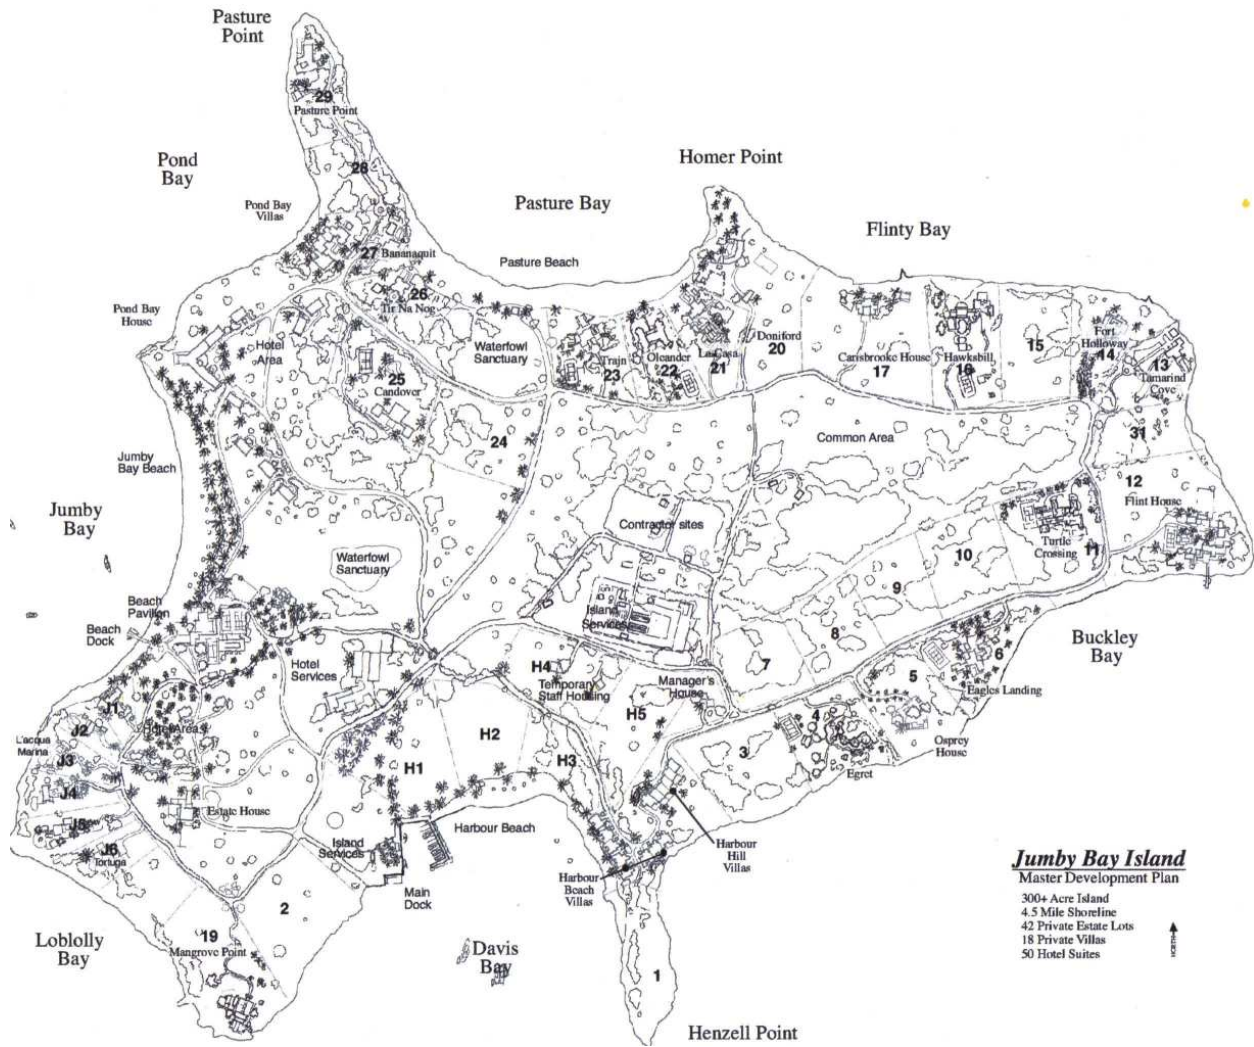 Pasture
Point
29
Pasture Point
Pond
Bay
28
Homer Point
Pond Bay
Villas
Pasture Bay
Flinty Bay
27
Bananaquit
Pasture Beach
26
Tir Na Nog
Pond Bay
House
Hotel
Area
Waterfowl
Sanctuary
25
Candover
Trajn
23
Oleander
22
La Casa
21
Doniford
20
Carisbrooke House
17
Hawksbill
16
15
Fort
Holloway
14
13
Tamarind
Cove
24
Common Area
31
12
Flint House
Jumby
Bay Beach
Jumby
Bay
Contractor sites
Turtle
Crossing
11
10
9
8
7
Waterfowl
Sanctuary
Island
Services
Beach
Pavilion
Beach
Dock
Hotel
Services
H4
Temporary
Staff Housing
Manager's
House
H5
Buckley
Bay
6
5
Eagles Landing
Osprey
House
4
Egret
3
J1
J2
Hotel Area
L'acqua
Marina
J3
J4
J5
J6
Tortuga
Estate House
H1
H2
H3
Island
Services
Harbour Beach
Main
Dock
Harbour
Beach
Villas
Harbour
Hill
Villas
2
19
Mangrove Point
Loblolly
Bay
Davis
Bay
1
Henzell Point
Jumby Bay Island
Master Development Plan
300+ Acre Island
4.5 Mile Shoreline
42 Private Estate Lots
18 Private Villas
50 Hotel Suites
NORTH